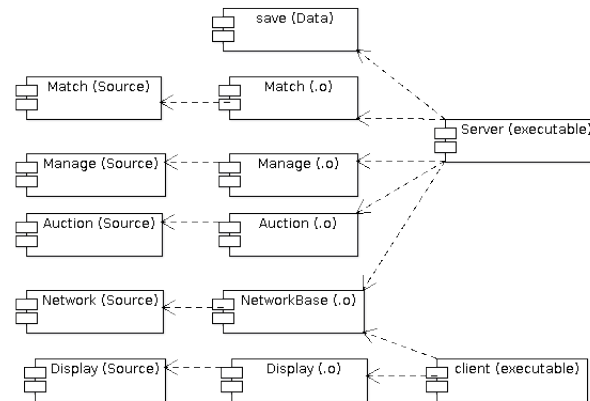 save (Data)
Match (Source)
Match (.o)
Server (executable)
Manage (Source)
Manage (.o)
Auction (Source)
Auction (.o)
Network (Source)
NetworkBase (.o)
Display (Source)
Display (.o)
client (executable)